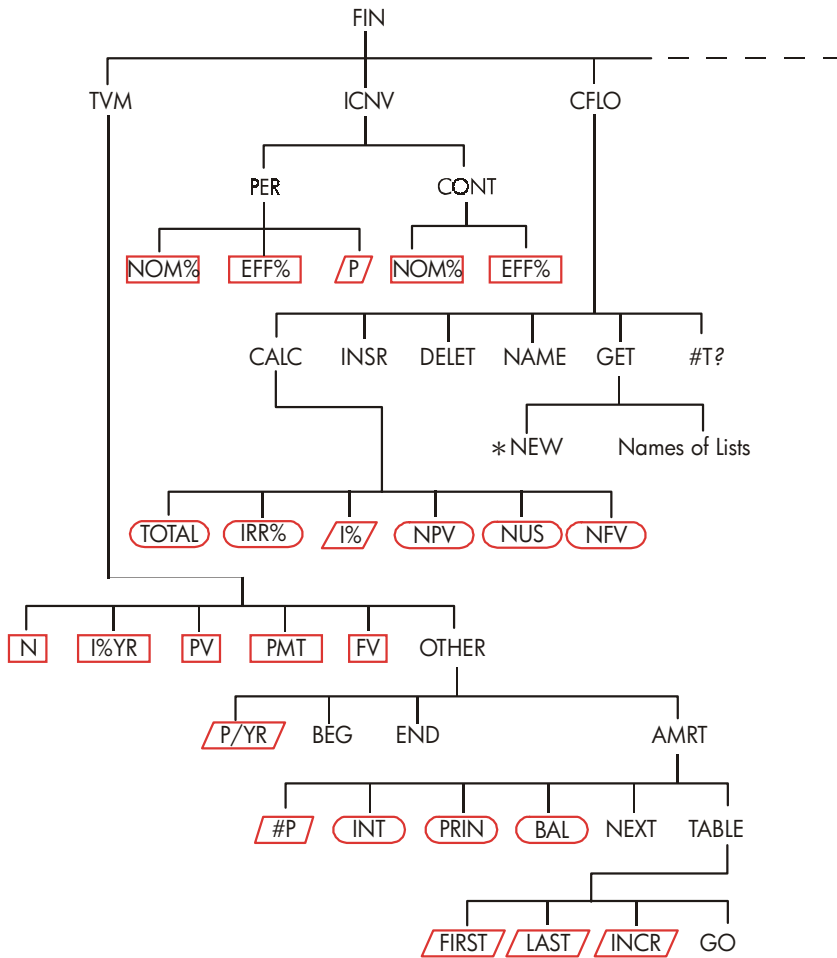 FIN
TVM ICNV CFLO
PER CONT
NOM% EFF% P NOM% EFF%
CALC INSR DELET NAME GET #T?
*NEW Names of Lists
TOTAL IRR% I% NPV NUS NFV
N I%YR PV PMT FV OTHER
P/YR BEG END AMRT
#P INT PRIN BAL NEXT TABLE
FIRST LAST INCR GO